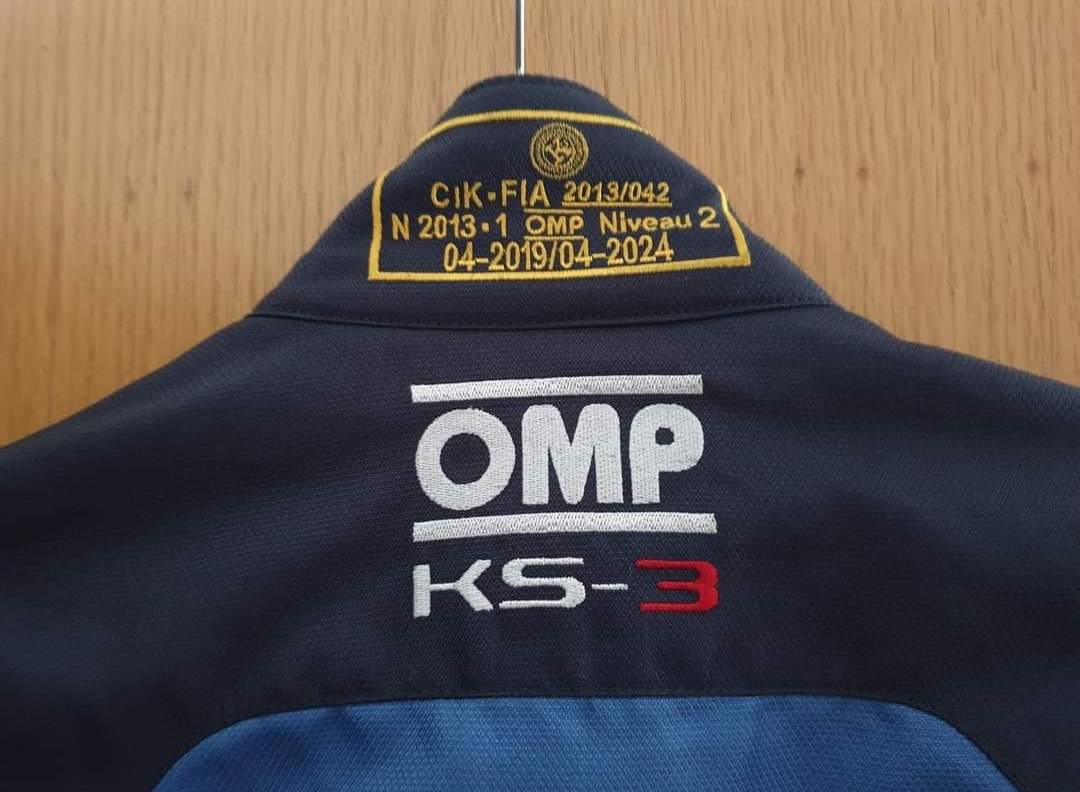 CiK•FIA 2013/042
N 2013•1 OMP Niveau 2
04-2019/04-2024
OMP
KS-3